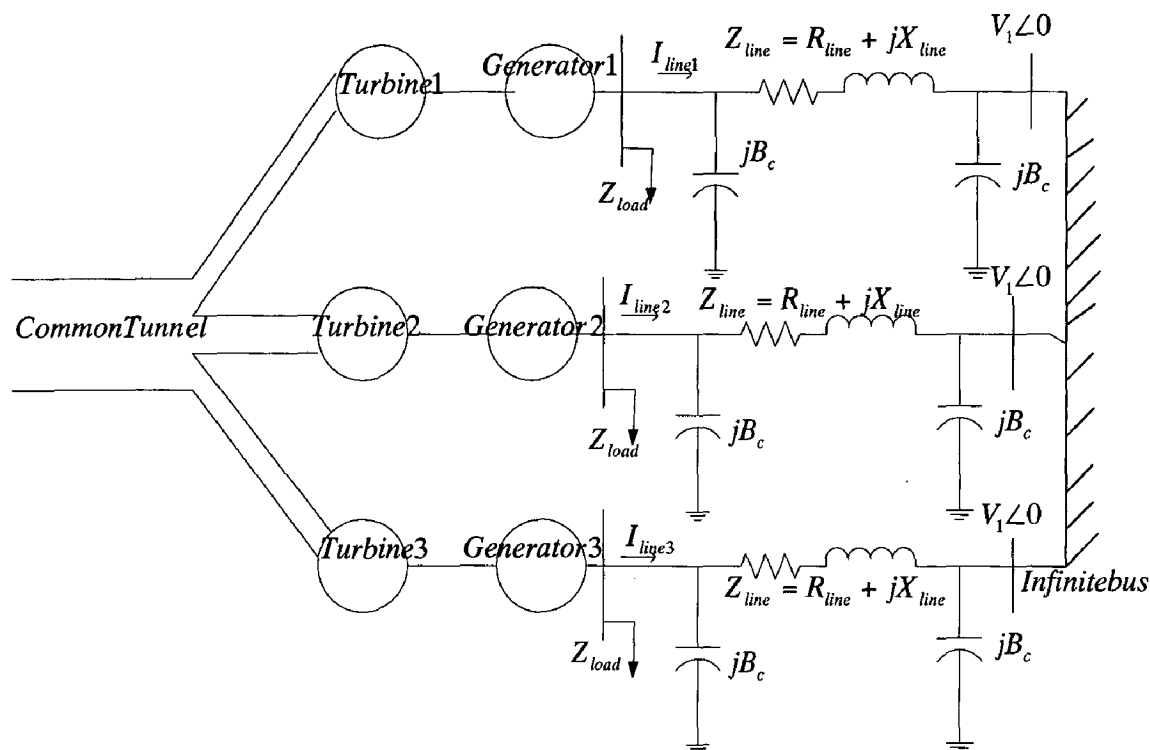 Turbine1
Generator1
I_line1
Z_line = R_line + jX_line
V_1∠0
jB_c
jB_c
Z_load
CommonTunnel
Turbine2
Generator2
I_line2
Z_line = R_line + jX_line
V_1∠0
jB_c
jB_c
Z_load
Turbine3
Generator3
I_line3
Z_line = R_line + jX_line
V_1∠0
Infinitebus
jB_c
jB_c
Z_load